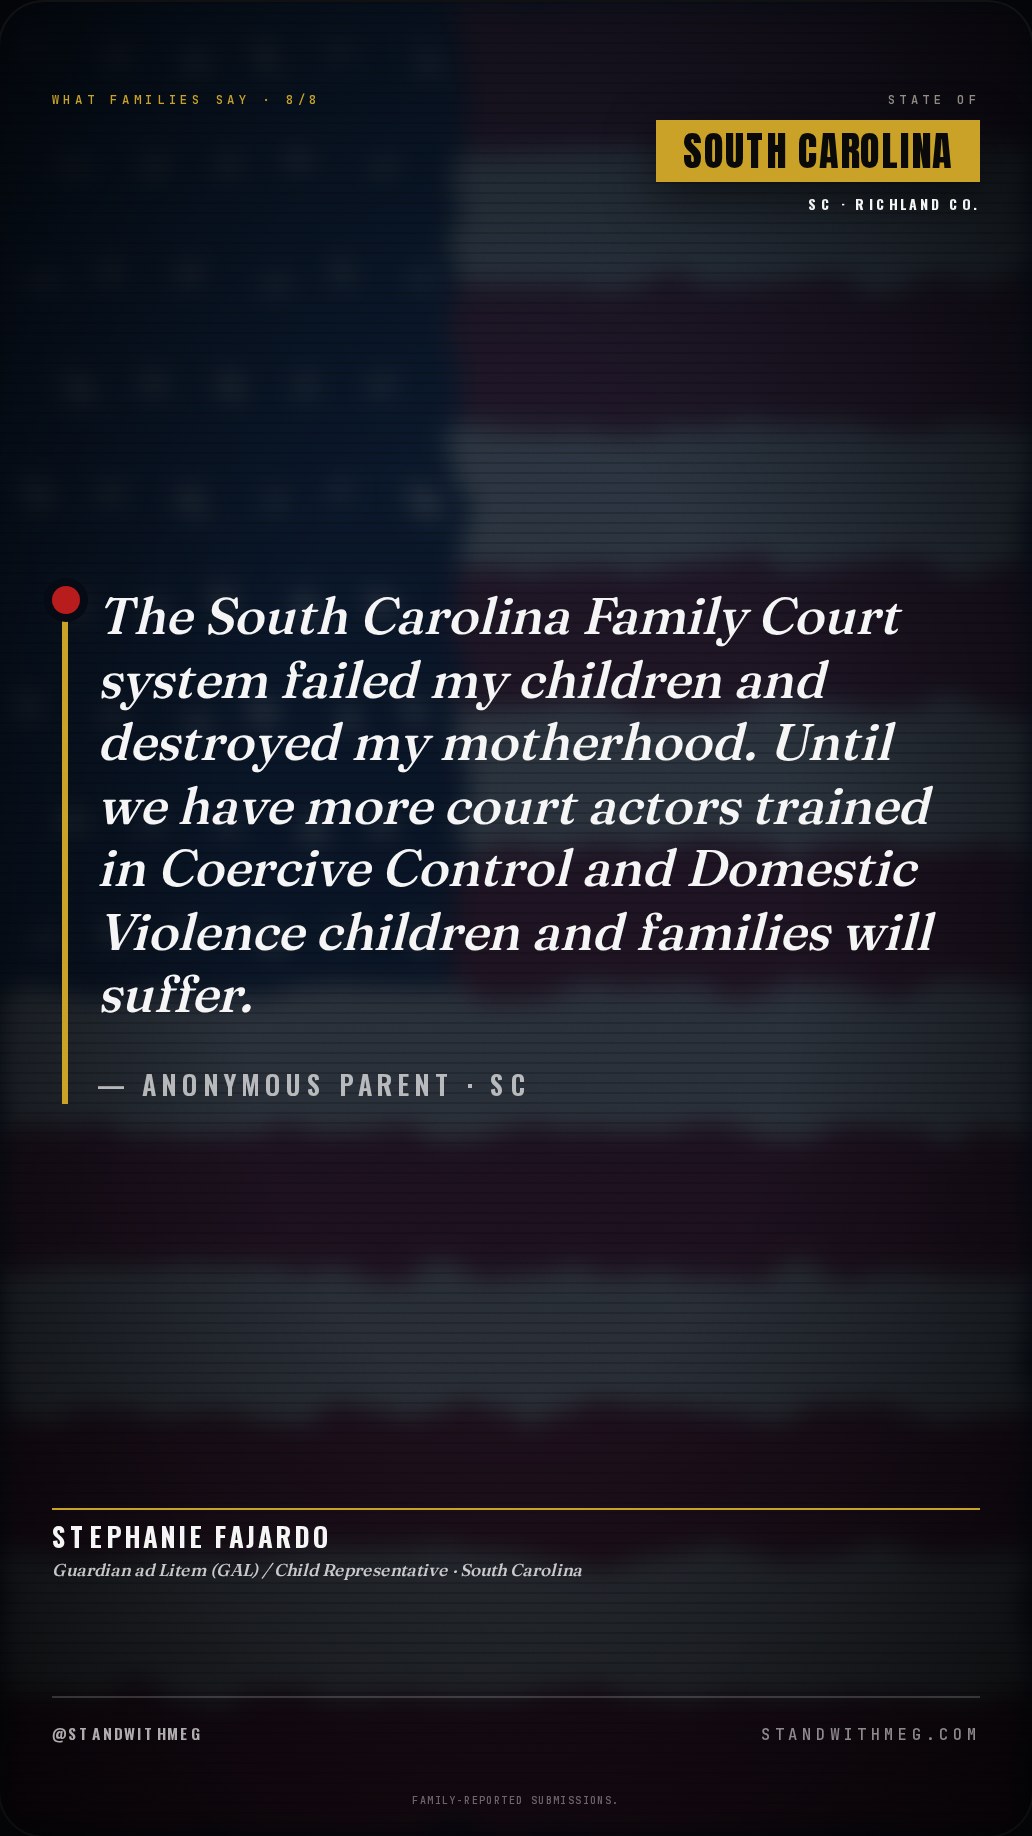 WHAT FAMILIES SAY · 8/8
STATE OF
SOUTH CAROLINA
SC · RICHLAND CO.
The South Carolina Family Court
system failed my children and
destroyed my motherhood. Until
we have more court actors trained
in Coercive Control and Domestic
Violence children and families will
suffer.
— ANONYMOUS PARENT · SC
STEPHANIE FAJARDO
Guardian ad Litem (GAL) / Child Representative · South Carolina
@STANDWITHMEG
STANDWITHMEG.COM
FAMILY-REPORTED SUBMISSIONS.